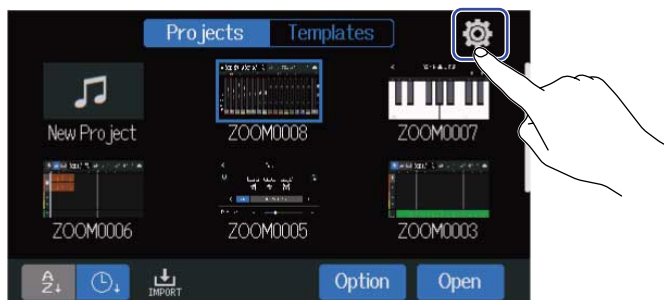 Projects Templates
New Project ZOOM0008 ZOOM0007
ZOOM0006 ZOOM0005 ZOOM0003
A Z IMPORT Option Open